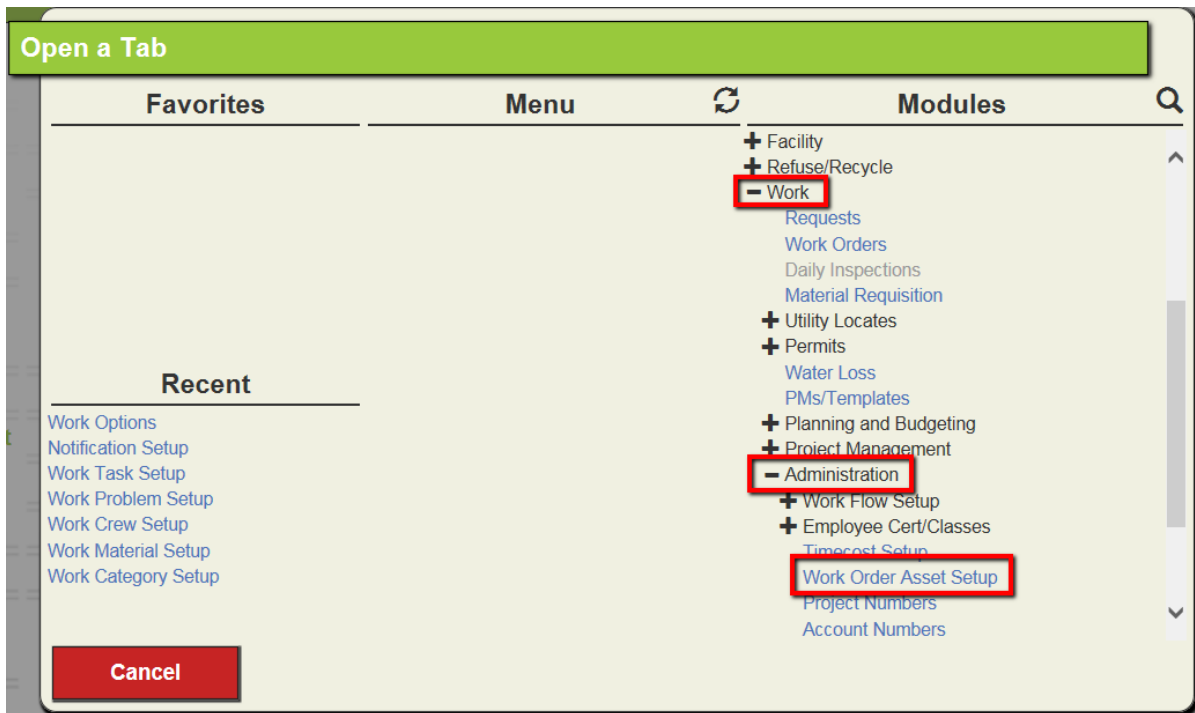 Open a Tab
Favorites
Menu
Modules
Facility
Refuse/Recycle
Work
Requests
Work Orders
Daily Inspections
Material Requisition
Utility Locates
Permits
Water Loss
PMs/Templates
Planning and Budgeting
Project Management
Administration
Work Flow Setup
Employee Cert/Classes
Timecost Setup
Work Order Asset Setup
Project Numbers
Account Numbers
Recent
Work Options
Notification Setup
Work Task Setup
Work Problem Setup
Work Crew Setup
Work Material Setup
Work Category Setup
Cancel
t